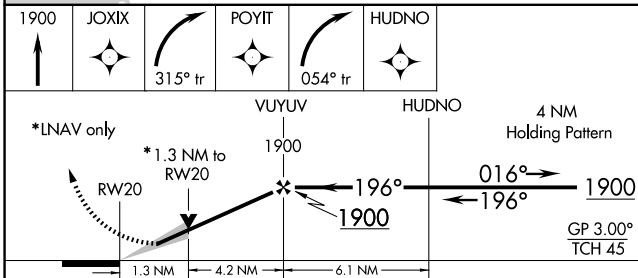 1900
JOXIX
315° tr
POYIT
054° tr
HUDNO
VUYUV
HUDNO
4 NM
Holding Pattern
*LNAV only
*1.3 NM to
RW20
1900
RW20
196°
016°
196°
1900
1900
GP 3.00°
TCH 45
1.3 NM
4.2 NM
6.1 NM